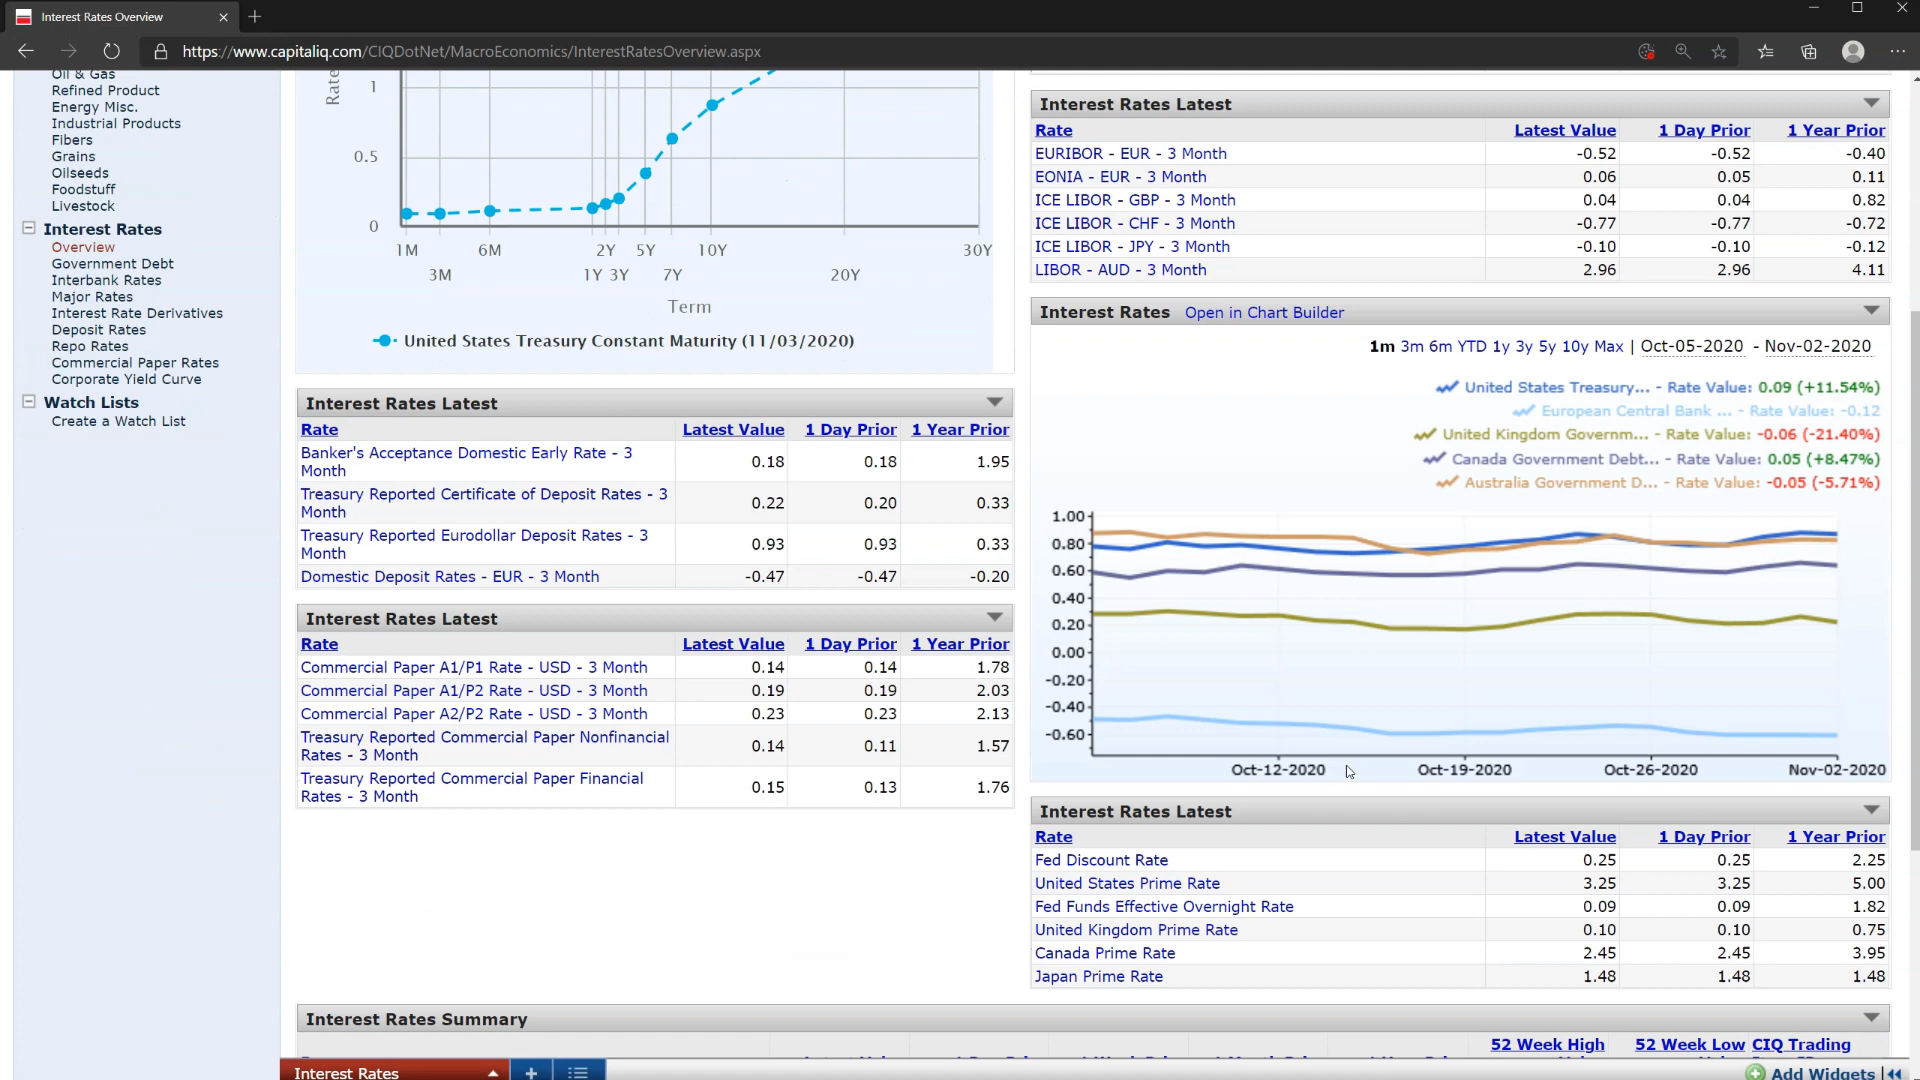 Interest Rates Overview
https://www.capitaliq.com/CIQDotNet/MacroEconomics/InterestRatesOverview.aspx
Oil & Gas
Refined Product
Energy Misc.
Industrial Products
Fibers
Grains
Oilseeds
Foodstuff
Livestock
Interest Rates
Overview
Government Debt
Interbank Rates
Major Rates
Interest Rate Derivatives
Deposit Rates
Repo Rates
Commercial Paper Rates
Corporate Yield Curve
Watch Lists
Create a Watch List
Rate
1
0.5
0
1M 6M 2Y 5Y 10Y 30Y
3M 1Y 3Y 7Y 20Y
Term
United States Treasury Constant Maturity (11/03/2020)
Interest Rates Latest
Rate Latest Value 1 Day Prior 1 Year Prior
Banker's Acceptance Domestic Early Rate - 3
Month 0.18 0.18 1.95
Treasury Reported Certificate of Deposit Rates - 3
Month 0.22 0.20 0.33
Treasury Reported Eurodollar Deposit Rates - 3
Month 0.93 0.93 0.33
Domestic Deposit Rates - EUR - 3 Month -0.47 -0.47 -0.20
Interest Rates Latest
Rate Latest Value 1 Day Prior 1 Year Prior
Commercial Paper A1/P1 Rate - USD - 3 Month 0.14 0.14 1.78
Commercial Paper A1/P2 Rate - USD - 3 Month 0.19 0.19 2.03
Commercial Paper A2/P2 Rate - USD - 3 Month 0.23 0.23 2.13
Treasury Reported Commercial Paper Nonfinancial
Rates - 3 Month 0.14 0.11 1.57
Treasury Reported Commercial Paper Financial
Rates - 3 Month 0.15 0.13 1.76
Interest Rates Latest
Rate Latest Value 1 Day Prior 1 Year Prior
EURIBOR - EUR - 3 Month -0.52 -0.52 -0.40
EONIA - EUR - 3 Month 0.06 0.05 0.11
ICE LIBOR - GBP - 3 Month 0.04 0.04 0.82
ICE LIBOR - CHF - 3 Month -0.77 -0.77 -0.72
ICE LIBOR - JPY - 3 Month -0.10 -0.10 -0.12
LIBOR - AUD - 3 Month 2.96 2.96 4.11
Interest Rates Open in Chart Builder
1m 3m 6m YTD 1y 3y 5y 10y Max | Oct-05-2020 - Nov-02-2020
United States Treasury... - Rate Value: 0.09 (+11.54%)
European Central Bank ... - Rate Value: -0.12
United Kingdom Governm... - Rate Value: -0.06 (-21.40%)
Canada Government Debt... - Rate Value: 0.05 (+8.47%)
Australia Government D... - Rate Value: -0.05 (-5.71%)
1.00
0.80
0.60
0.40
0.20
0.00
-0.20
-0.40
-0.60
Oct-12-2020 Oct-19-2020 Oct-26-2020 Nov-02-2020
Interest Rates Latest
Rate Latest Value 1 Day Prior 1 Year Prior
Fed Discount Rate 0.25 0.25 2.25
United States Prime Rate 3.25 3.25 5.00
Fed Funds Effective Overnight Rate 0.09 0.09 1.82
United Kingdom Prime Rate 0.10 0.10 0.75
Canada Prime Rate 2.45 2.45 3.95
Japan Prime Rate 1.48 1.48 1.48
Interest Rates Summary
52 Week High 52 Week Low CIQ Trading
Interest Rates
Add Widgets